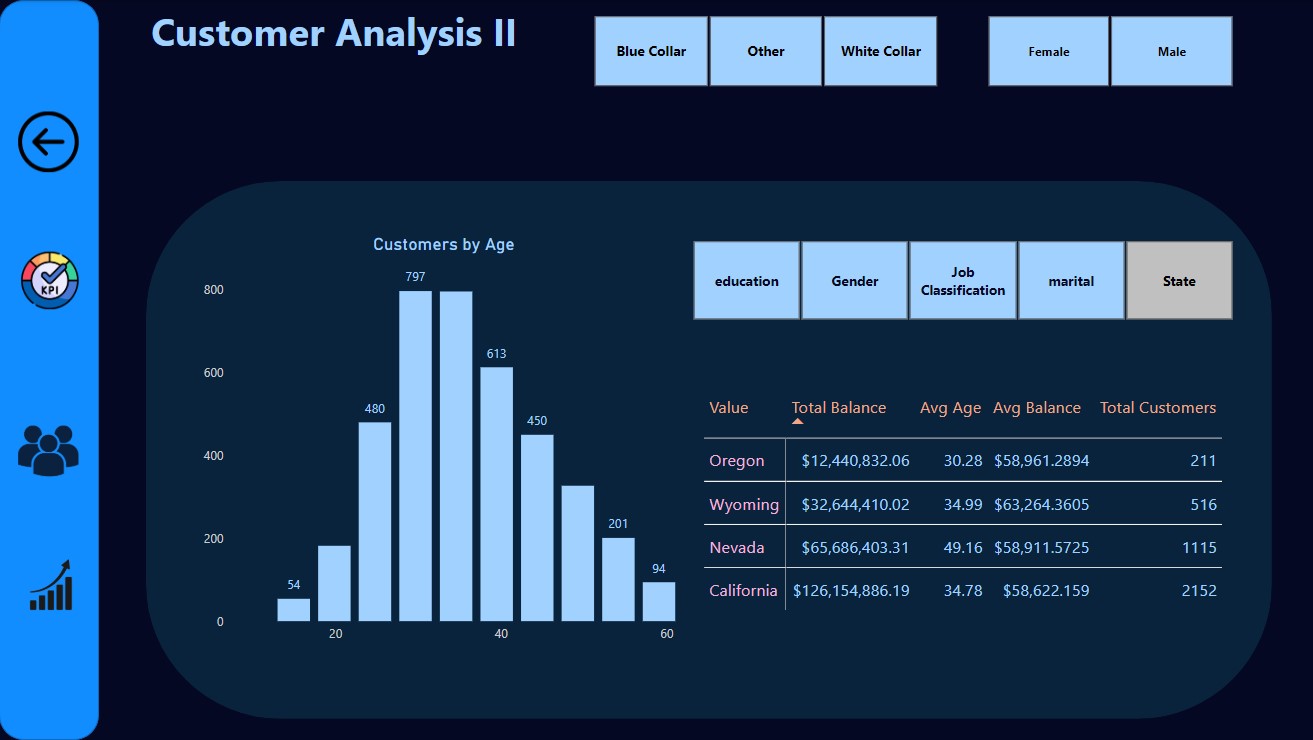 Customer Analysis II
Blue Collar
Other
White Collar
Female
Male
KPI
Customers by Age
800
600
400
200
0
54
480
797
613
450
201
94
20
40
60
education
Gender
Job
Classification
marital
State
Value Total Balance Avg Age Avg Balance Total Customers
Oregon $12,440,832.06 30.28 $58,961.2894 211
Wyoming $32,644,410.02 34.99 $63,264.3605 516
Nevada $65,686,403.31 49.16 $58,911.5725 1115
California $126,154,886.19 34.78 $58,622.159 2152